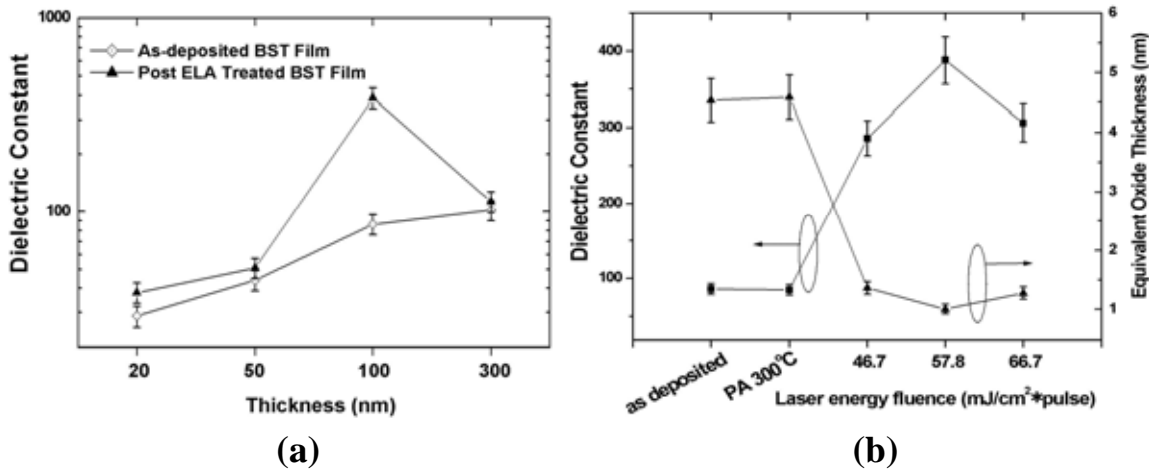 1000
100
Dielectric Constant
As-deposited BST Film
Post ELA Treated BST Film
20 50 100 300
Thickness (nm)
(a)
400
300
200
100
Dielectric Constant
6
5
4
3
2
1
Equivalent Oxide Thickness (nm)
as deposited
PA 300°C
46.7 57.8 66.7
Laser energy fluence (mJ/cm²*pulse)
(b)